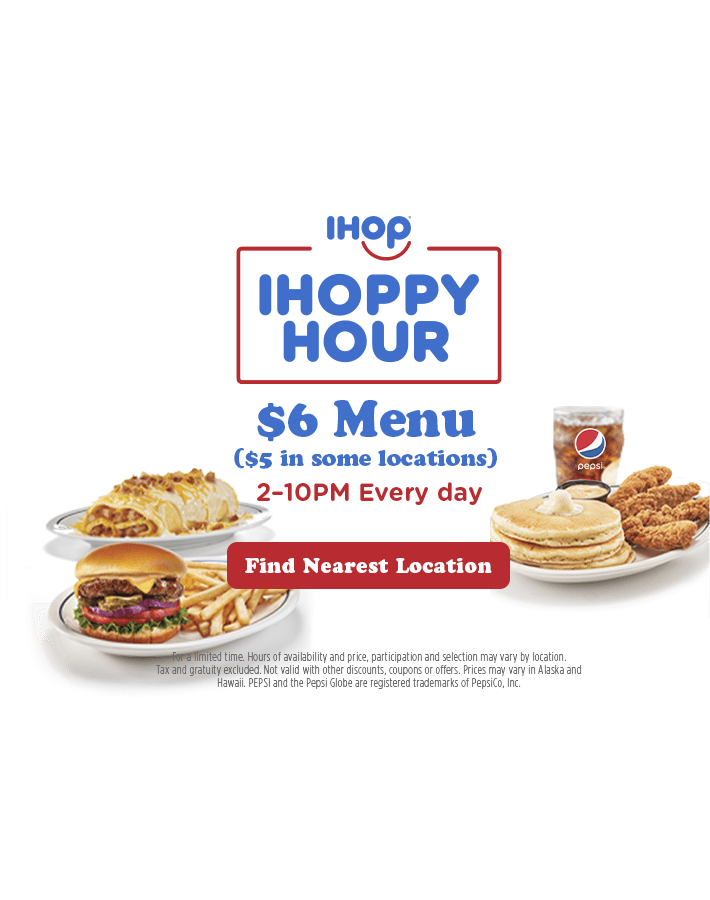 IHOP
IHOPPY
HOUR
$6 Menu
($5 in some locations)
2–10PM Every day
pepsi
Find Nearest Location
For a limited time. Hours of availability and price, participation and selection may vary by location.
Tax and gratuity excluded. Not valid with other discounts, coupons or offers. Prices may vary in Alaska and
Hawaii. PEPSI and the Pepsi Globe are registered trademarks of PepsiCo, Inc.